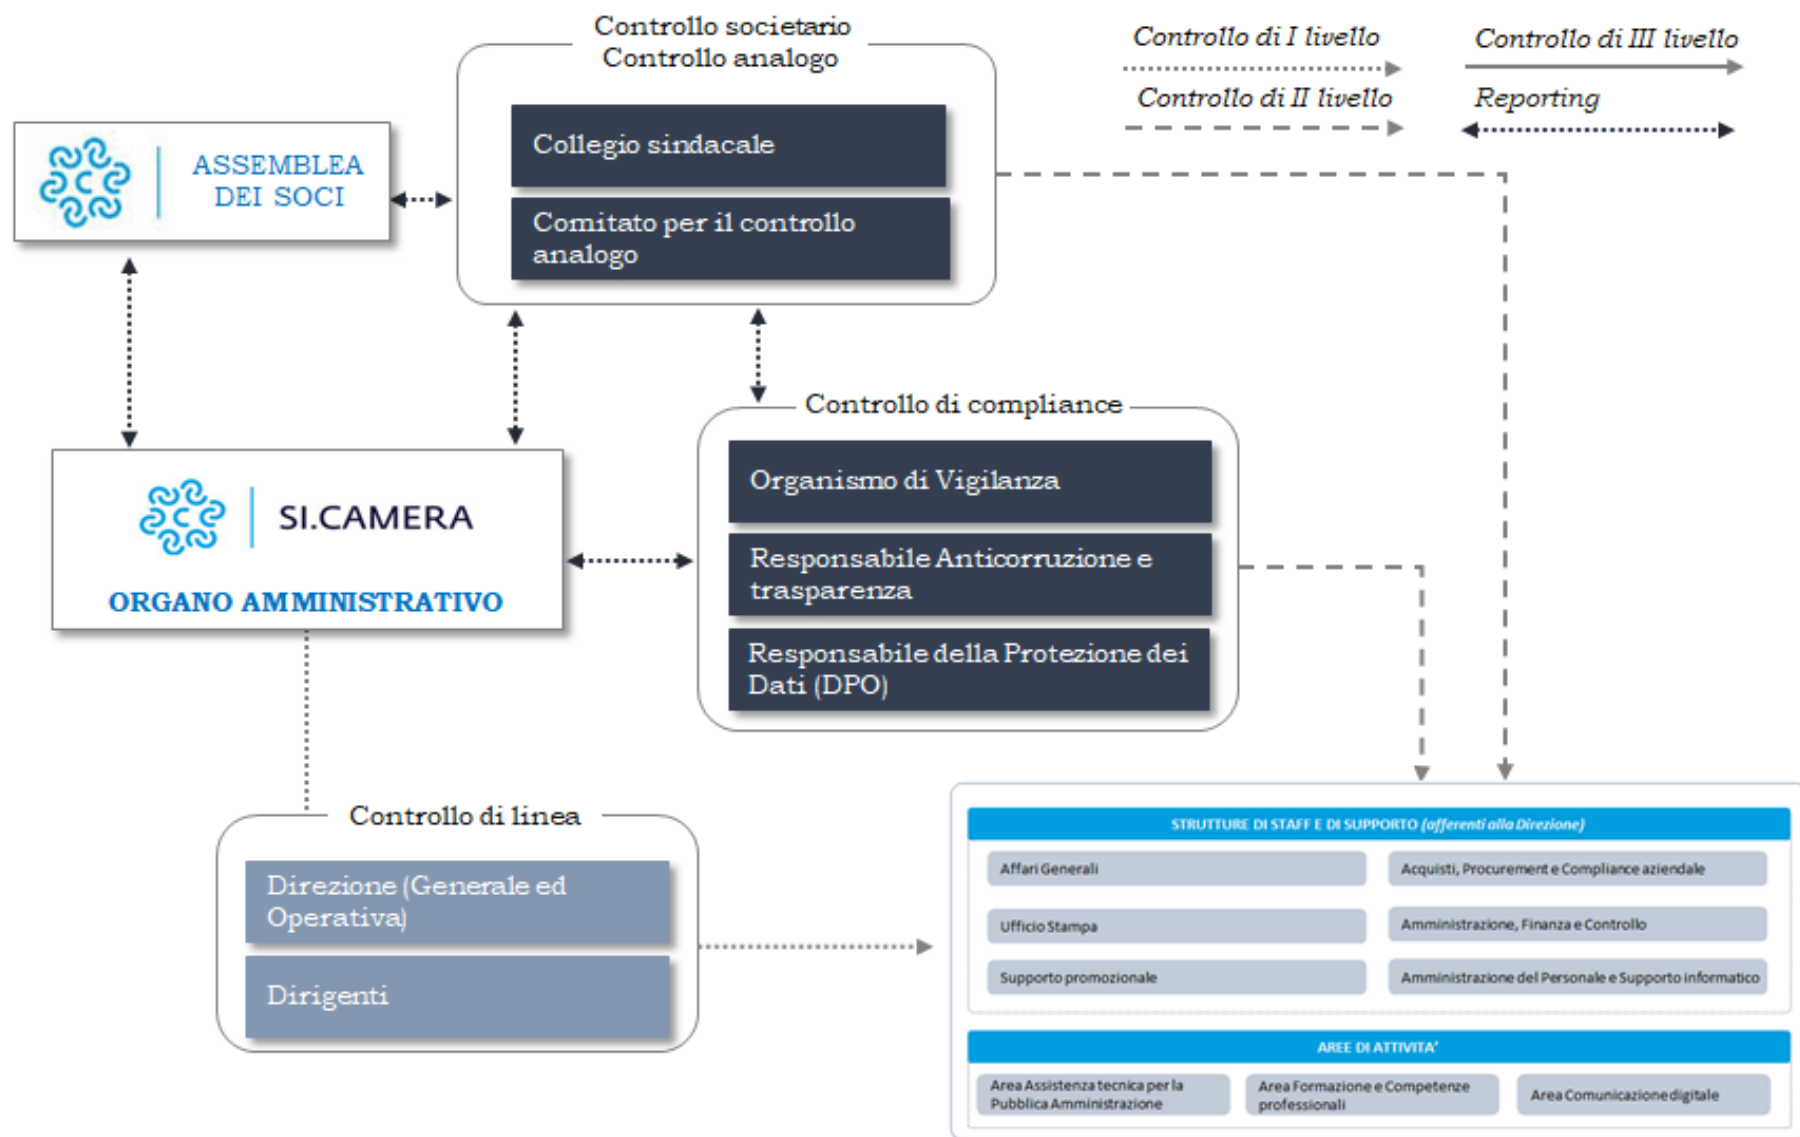 Controllo societario
Controllo analogo
Controllo di I livello
Controllo di III livello
Controllo di II livello
Reporting
Collegio sindacale
Comitato per il controllo
analogo
ASSEMBLEA
DEI SOCI
Controllo di compliance
Organismo di Vigilanza
Responsabile Anticorruzione e
trasparenza
Responsabile della Protezione dei
Dati (DPO)
SI.CAMERA
ORGANO AMMINISTRATIVO
Controllo di linea
Direzione (Generale ed
Operativa)
Dirigenti
STRUTTURE DI STAFF E DI SUPPORTO (afferenti alla Direzione)
Affari Generali
Acquisti, Procurement e Compliance aziendale
Ufficio Stampa
Amministrazione, Finanza e Controllo
Supporto promozionale
Amministrazione del Personale e Supporto informatico
AREE DI ATTIVITA'
Area Assistenza tecnica per la
Pubblica Amministrazione
Area Formazione e Competenze
professionali
Area Comunicazione digitale